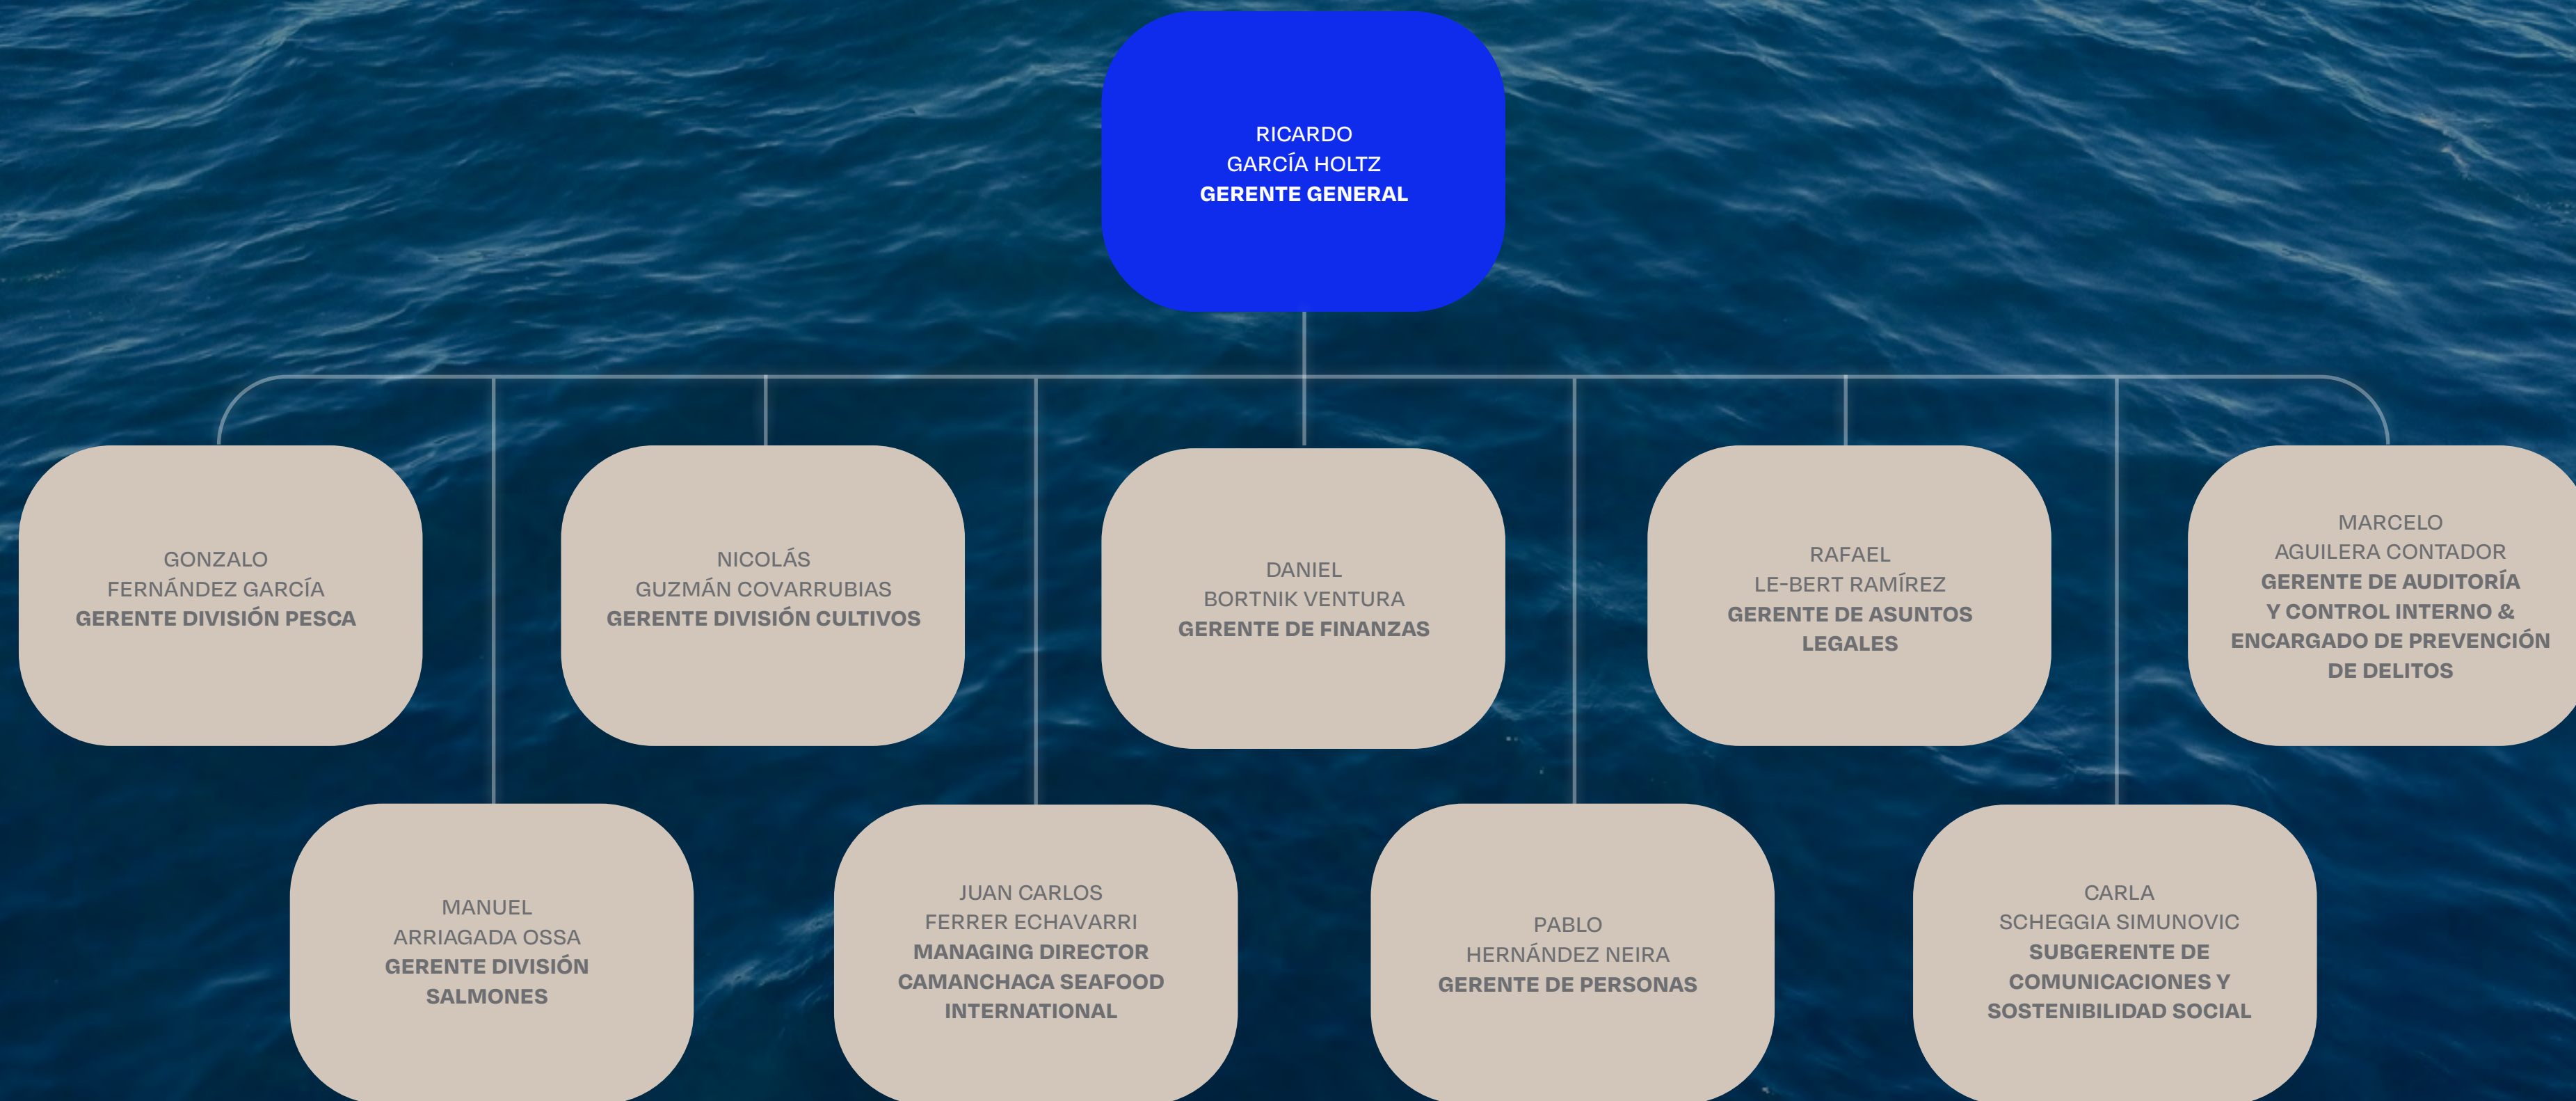 RICARDO
GARCÍA HOLTZ
GERENTE GENERAL
GONZALO
FERNÁNDEZ GARCÍA
GERENTE DIVISIÓN PESCA
NICOLÁS
GUZMÁN COVARRUBIAS
GERENTE DIVISIÓN CULTIVOS
DANIEL
BORTNIK VENTURA
GERENTE DE FINANZAS
RAFAEL
LE-BERT RAMÍREZ
GERENTE DE ASUNTOS
LEGALES
MARCELO
AGUILERA CONTADOR
GERENTE DE AUDITORÍA
Y CONTROL INTERNO &
ENCARGADO DE PREVENCIÓN
DE DELITOS
MANUEL
ARRIAGADA OSSA
GERENTE DIVISIÓN
SALMONES
JUAN CARLOS
FERRER ECHAVARRI
MANAGING DIRECTOR
CAMANCHACA SEAFOOD
INTERNATIONAL
PABLO
HERNÁNDEZ NEIRA
GERENTE DE PERSONAS
CARLA
SCHEGGIA SIMUNOVIC
SUBGERENTE DE
COMUNICACIONES Y
SOSTENIBILIDAD SOCIAL